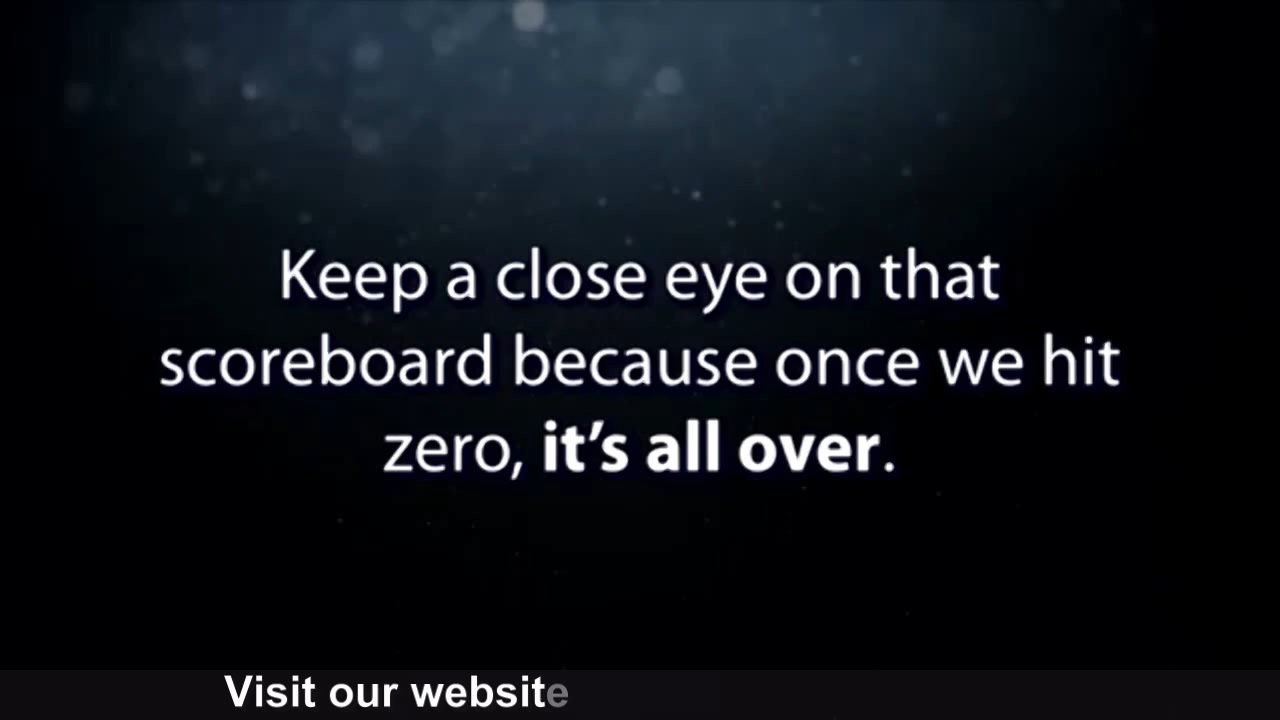 Keep a close eye on that
scoreboard because once we hit
zero, it’s all over.
Visit our website